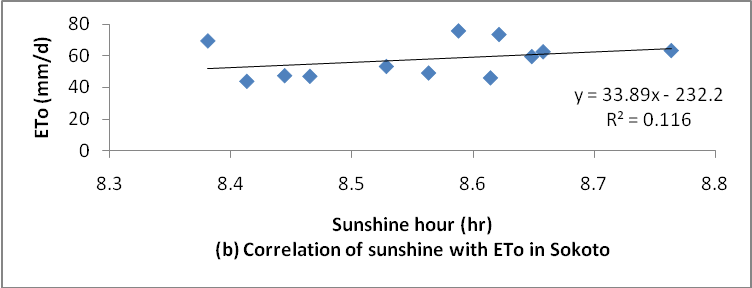 80
60
40
20
0
ETo (mm/d)
y = 33.89x - 232.2
R² = 0.116
8.3 8.4 8.5 8.6 8.7 8.8
Sunshine hour (hr)
(b) Correlation of sunshine with ETo in Sokoto